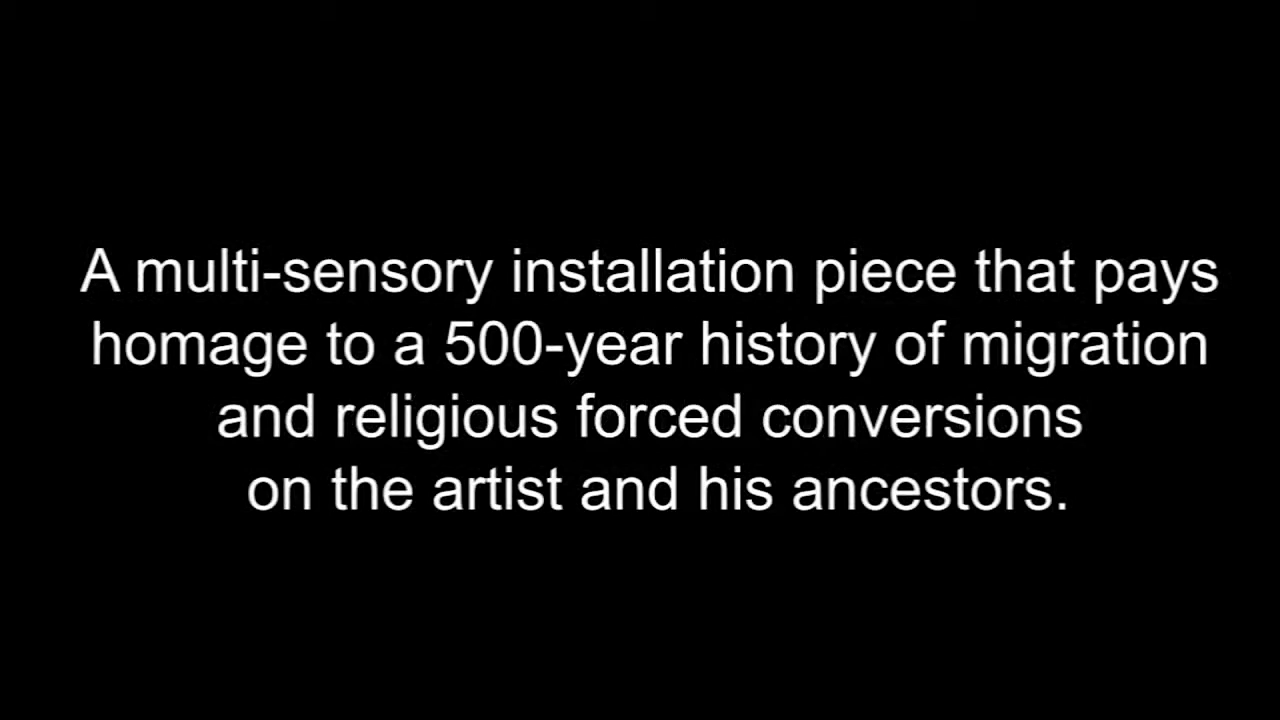 A multi-sensory installation piece that pays
homage to a 500-year history of migration
and religious forced conversions
on the artist and his ancestors.